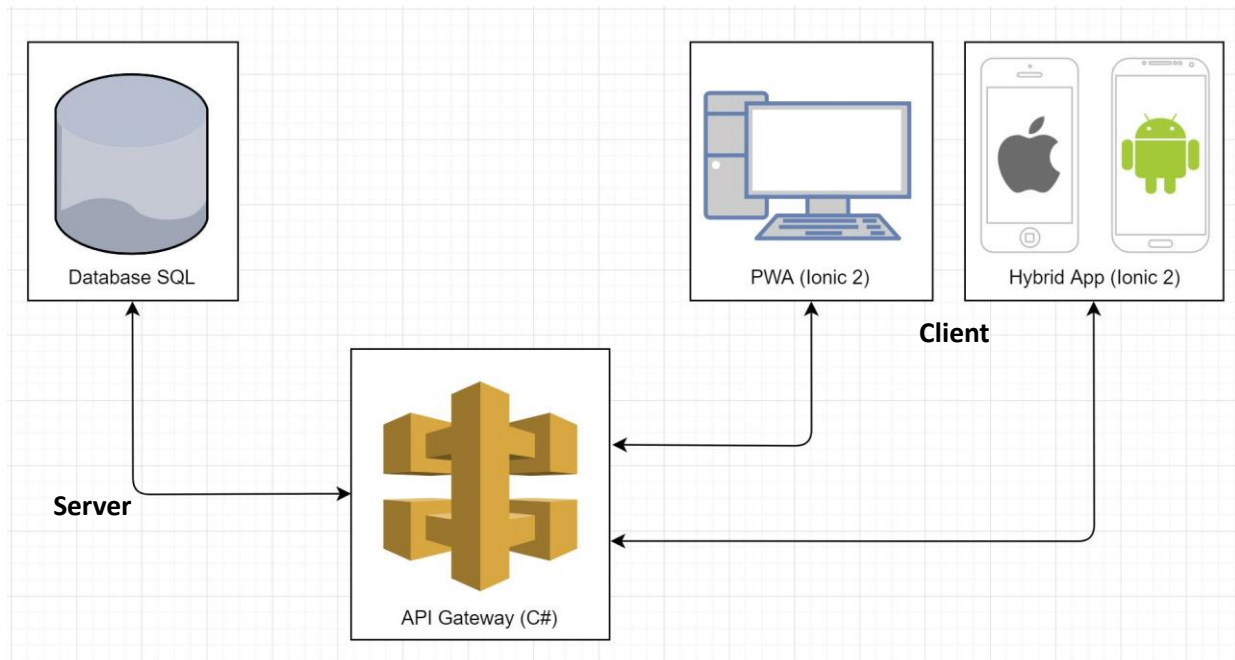 Database SQL
PWA (Ionic 2)
Hybrid App (Ionic 2)
Client
Server
API Gateway (C#)